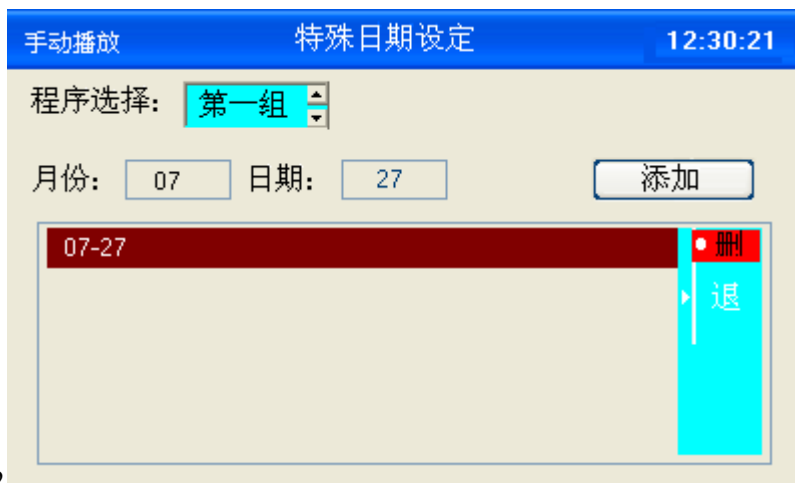 手动播放 特殊日期设定 12:30:21
程序选择： 第一组
月份： 07 日期： 27 添加
07-27 删
退